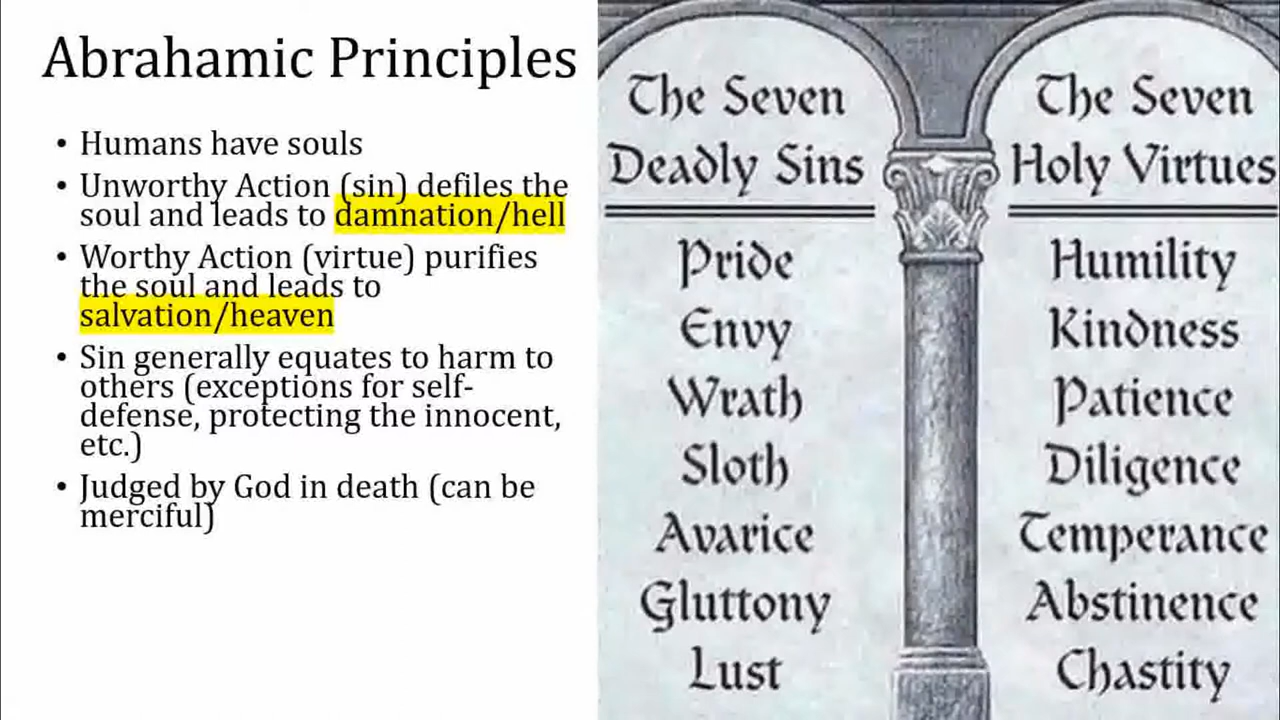 Abrahamic Principles
• Humans have souls
• Unworthy Action (sin) defiles the
soul and leads to damnation/hell
• Worthy Action (virtue) purifies
the soul and leads to
salvation/heaven
• Sin generally equates to harm to
others (exceptions for self-
defense, protecting the innocent,
etc.)
• Judged by God in death (can be
merciful)
The Seven
Deadly Sins
Pride
Envy
Wrath
Sloth
Avarice
Gluttony
Lust
The Seven
Holy Virtues
Humility
Kindness
Patience
Diligence
Temperance
Abstinence
Chastity